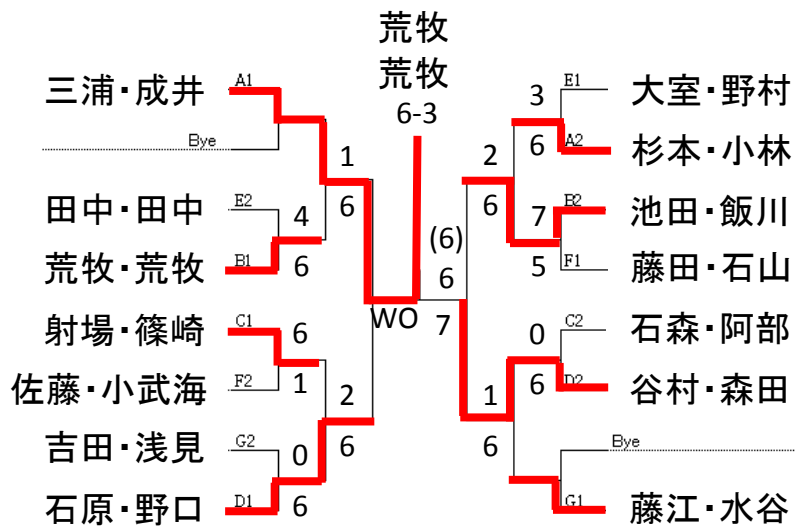 荒牧
荒牧
6-3
三浦・成井
A1
Bye
田中・田中
E2
荒牧・荒牧
B1
射場・篠崎
C1
佐藤・小武海
F2
吉田・浅見
G2
石原・野口
D1
4
6
6
1
0
6
1
6
2
6
WO
(6)
6
7
2
6
1
6
3
6
7
5
0
6
E1
大室・野村
A2
杉本・小林
B2
池田・飯川
F1
藤田・石山
C2
石森・阿部
D2
谷村・森田
Bye
G1
藤江・水谷